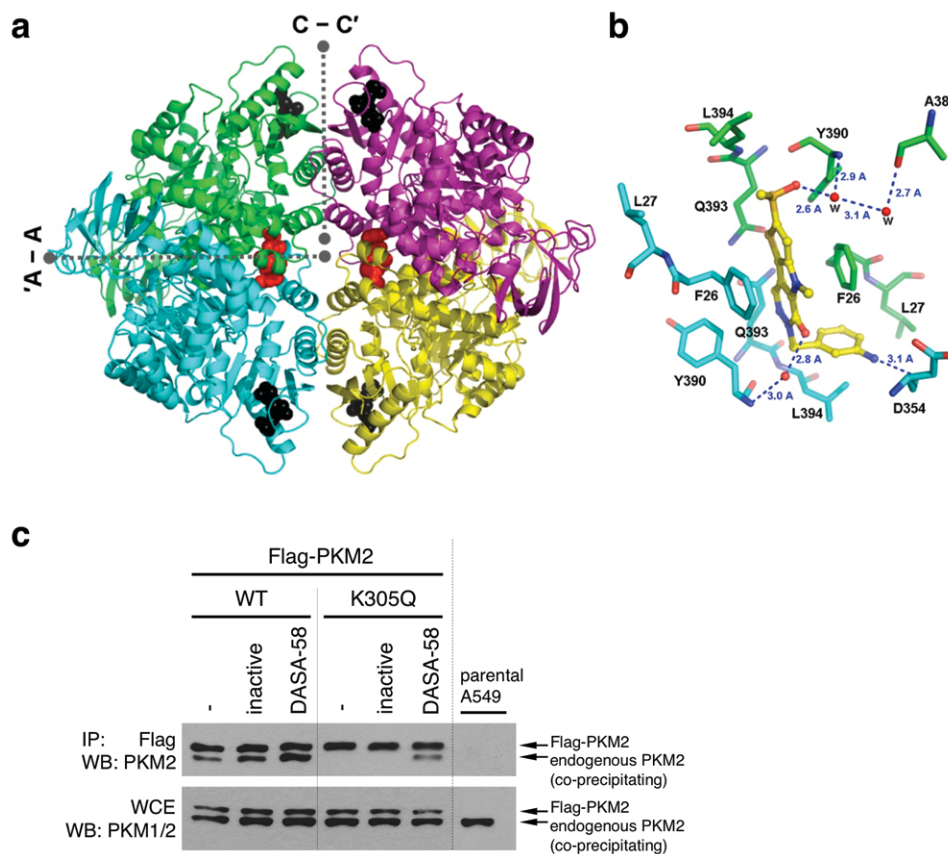 a
C – C'
'A – A
b
L394
Y390
A38
2.9 A
2.7 A
L27
Q393
2.6 A
3.1 A
w
w
F26
F26
L27
Q393
2.8 A
3.1 A
Y390
3.0 A
L394
D354
c
Flag-PKM2
WT
K305Q
-
inactive
DASA-58
-
inactive
DASA-58
parental
A549
IP: Flag
WB: PKM2
Flag-PKM2
endogenous PKM2
(co-precipitating)
WCE
WB: PKM1/2
Flag-PKM2
endogenous PKM2
(co-precipitating)